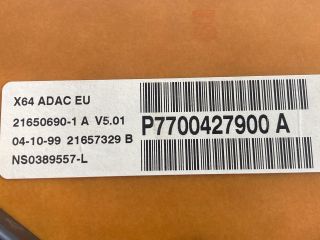 X64 ADAC EU
21650690-1 A V5.01
04-10-99 21657329 B
NS0389557-L
P7700427900 A